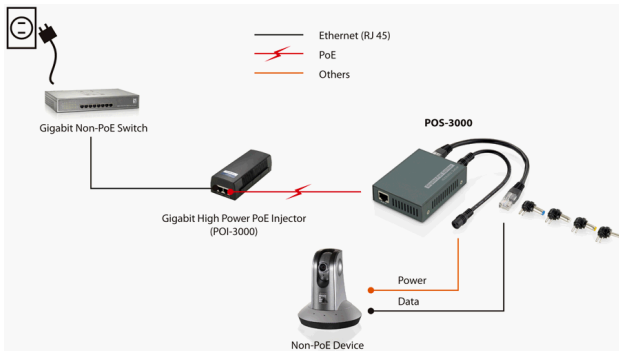 Ethernet (RJ 45)
PoE
Others
Gigabit Non-PoE Switch
POS-3000
Gigabit High Power PoE Injector
(POI-3000)
Power
Data
Non-PoE Device